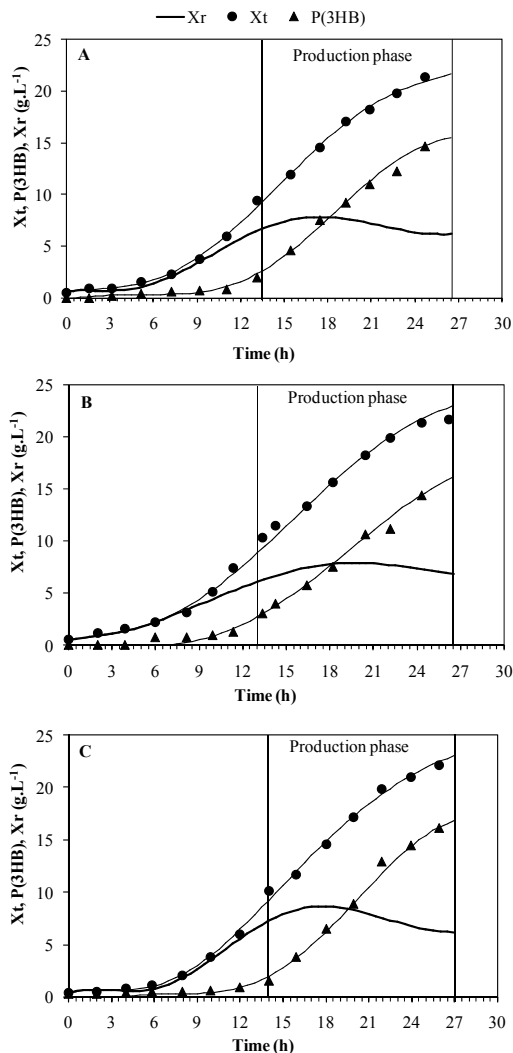 Xr Xt P(3HB)
A
Production phase
Xt, P(3HB), Xr (g.L-1)
25
20
15
10
5
0
0 3 6 9 12 15 18 21 24 27 30
Time (h)
B
Production phase
Xt, P(3HB), Xr (g.L-1)
25
20
15
10
5
0
0 3 6 9 12 15 18 21 24 27 30
Time (h)
C
Production phase
Xt, P(3HB), Xr (g.L-1)
25
20
15
10
5
0
0 3 6 9 12 15 18 21 24 27 30
Time (h)